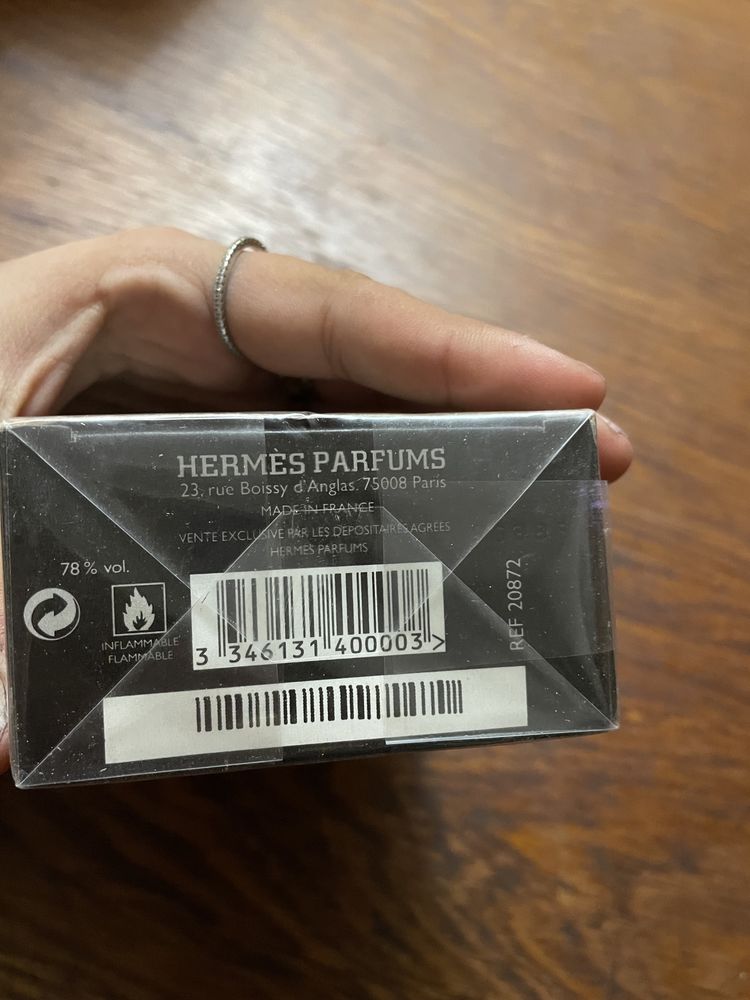 HERMÈS PARFUMS
23, rue Boissy d'Anglas. 75008 Paris
MADE IN FRANCE
VENTE EXCLUSIVE PAR LES DEPOSITAIRES AGREES
HERMES PARFUMS
78 % vol.
INFLAMMABLE
FLAMMABLE
3 346131 400003 >
REF 20872